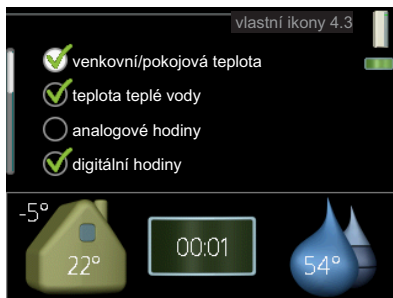 vlastní ikony 4.3
venkovní/pokojová teplota
teplota teplé vody
analogové hodiny
digitální hodiny
-5°
22°
00:01
54°